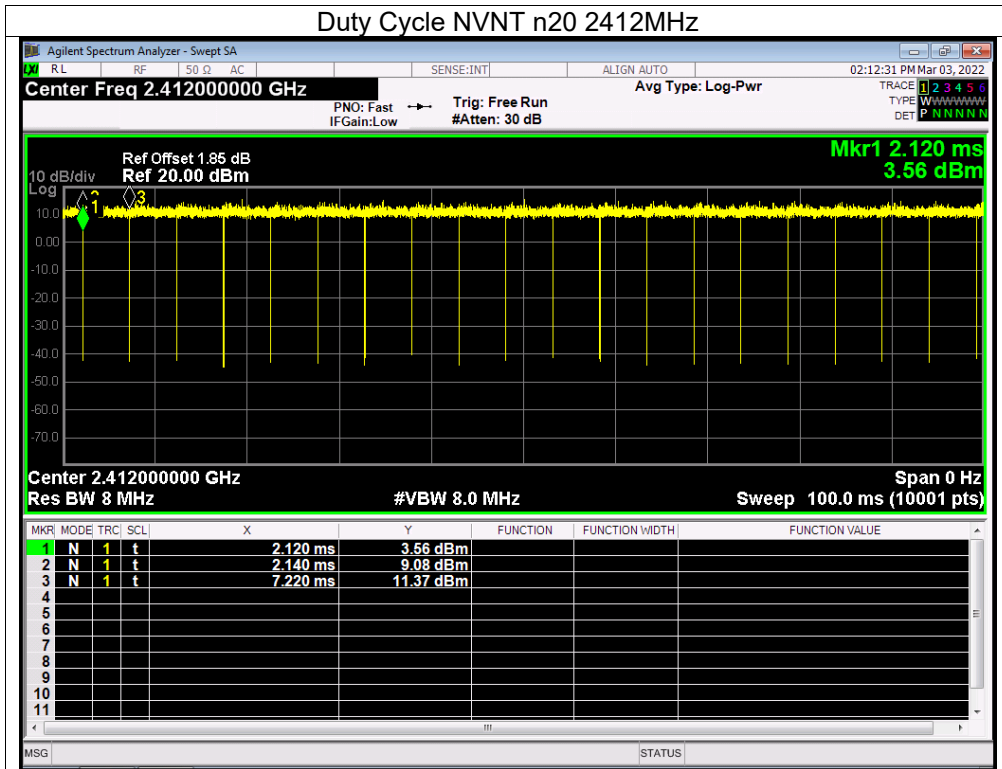 Duty Cycle NVNT n20 2412MHz
Agilent Spectrum Analyzer - Swept SA
LXI RL RF 50 Ω AC SENSE:INT ALIGN AUTO 02:12:31 PM Mar 03, 2022
Center Freq 2.412000000 GHz Avg Type: Log-Pwr TRACE 1 2 3 4 5 6
PNO: Fast Trig: Free Run TYPE WWWWWW
IFGain:Low #Atten: 30 dB DET P N N N N N
Mkr1 2.120 ms
Ref Offset 1.85 dB
10 dB/div Ref 20.00 dBm 3.56 dBm
Log
1 2 3
10.0
0.00
-10.0
-20.0
-30.0
-40.0
-50.0
-60.0
-70.0
Center 2.412000000 GHz Span 0 Hz
Res BW 8 MHz #VBW 8.0 MHz Sweep 100.0 ms (10001 pts)
MKR MODE TRC SCL X Y FUNCTION FUNCTION WIDTH FUNCTION VALUE
1 N 1 t 2.120 ms 3.56 dBm
2 N 1 t 2.140 ms 9.08 dBm
3 N 1 t 7.220 ms 11.37 dBm
4
5
6
7
8
9
10
11
MSG STATUS